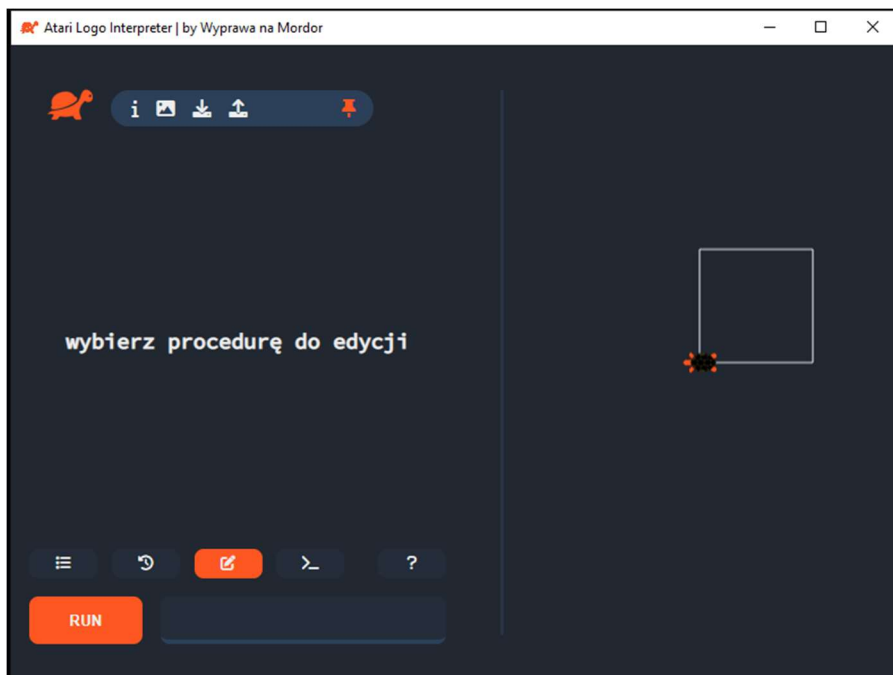 Atari Logo Interpreter | by Wyprawa na Mordor
i
wybierz procedurę do edycji
>_
?
RUN